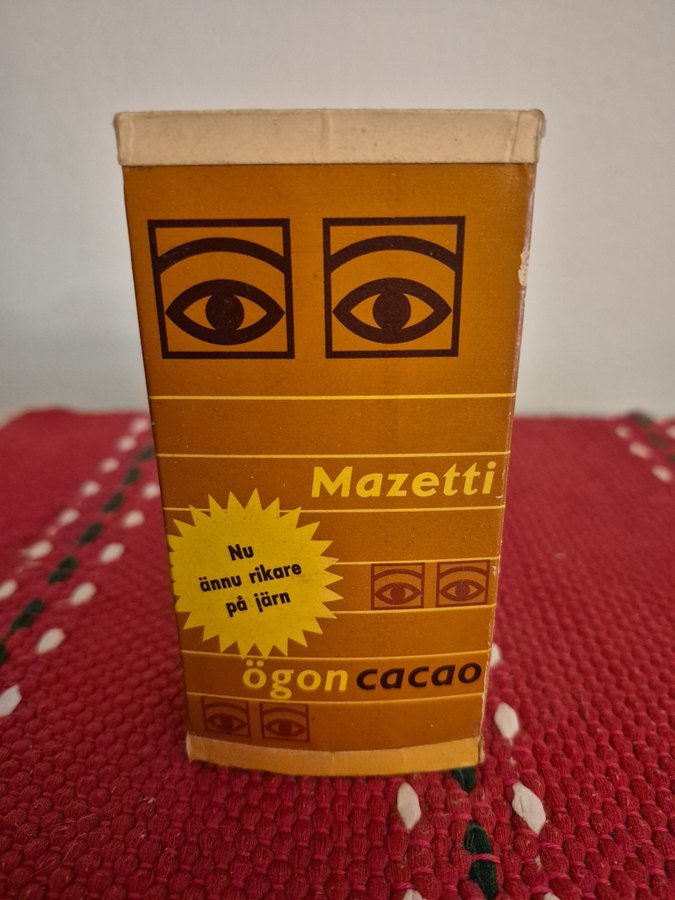 Mazetti
Nu
ännu rikare
på järn
ögon cacao